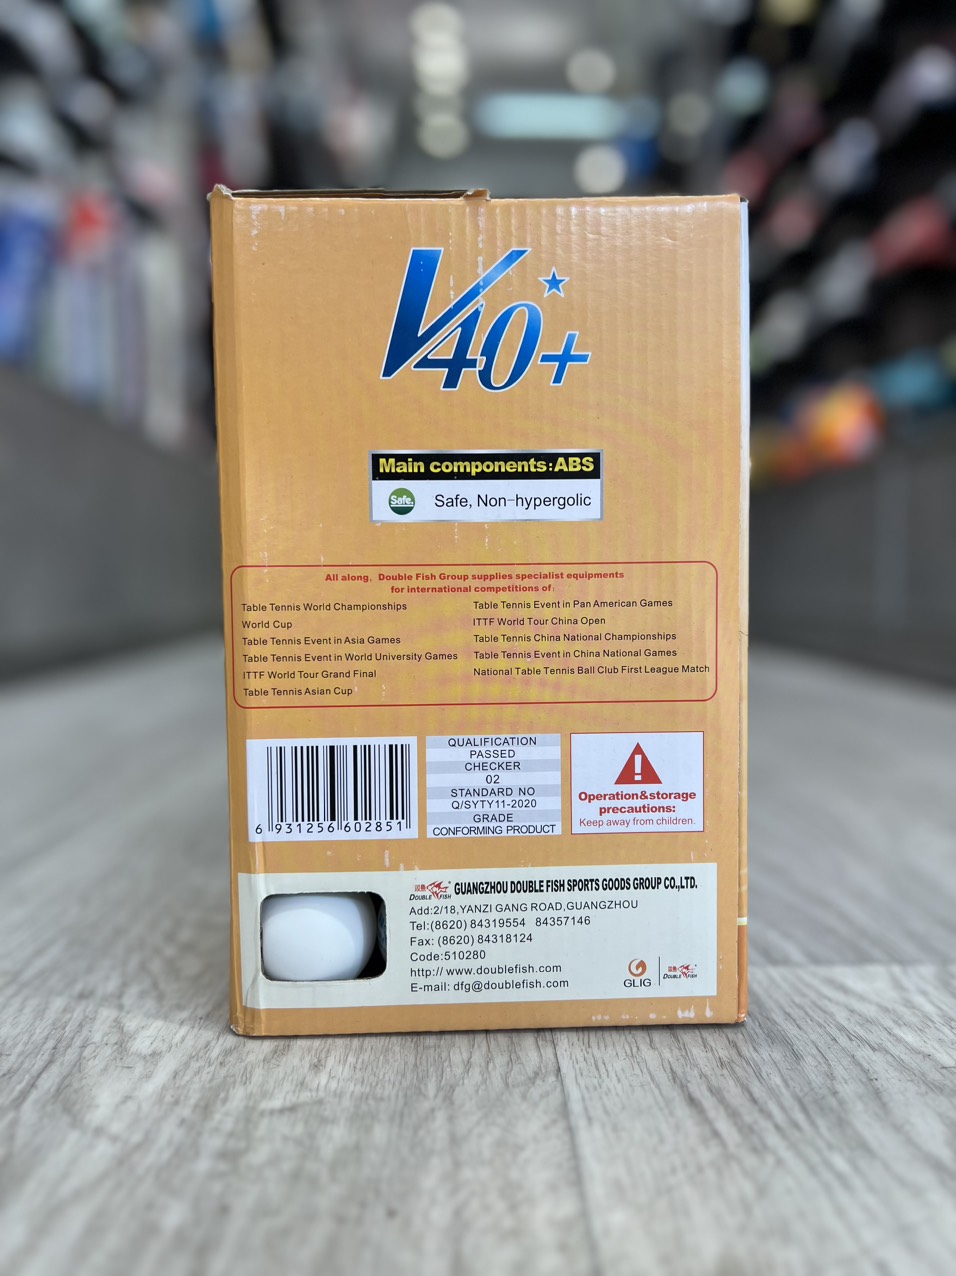 V40+
Main components:ABS
Safe.
Safe, Non-hypergolic
All along, Double Fish Group supplies specialist equipments
for international competitions of:
Table Tennis World Championships
World Cup
Table Tennis Event in Asia Games
Table Tennis Event in World University Games
ITTF World Tour Grand Final
Table Tennis Asian Cup
Table Tennis Event in Pan American Games
ITTF World Tour China Open
Table Tennis China National Championships
Table Tennis Event in China National Games
National Table Tennis Ball Club First League Match
6 931256 602851
QUALIFICATION
PASSED
CHECKER
02
STANDARD NO
Q/SYTY11-2020
GRADE
CONFORMING PRODUCT
Operation&storage
precautions:
Keep away from children.
双鱼
DOUBLE FISH
GUANGZHOU DOUBLE FISH SPORTS GOODS GROUP CO.,LTD.
Add:2/18,YANZI GANG ROAD,GUANGZHOU
Tel:(8620) 84319554 84357146
Fax: (8620) 84318124
Code:510280
http:// www.doublefish.com
E-mail: dfg@doublefish.com
GLIG
双鱼
DOUBLE FISH